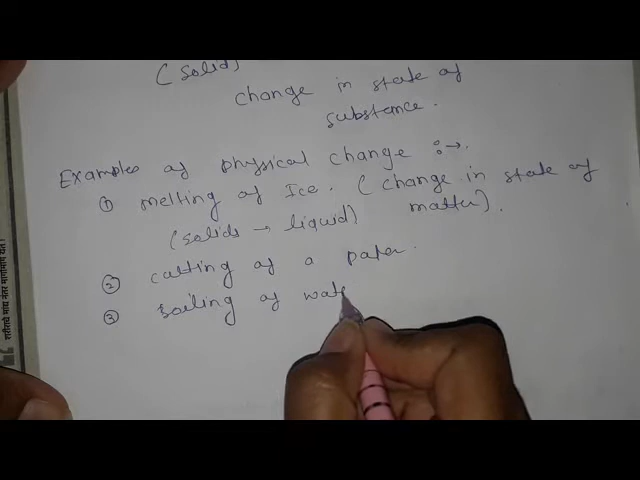 (Solid)
change in state of
substance.
Examples of physical change :→.
① melting of Ice. (change in state of
(solids → liquid) matter).
② cutting of a paper.
③ Boiling of wate